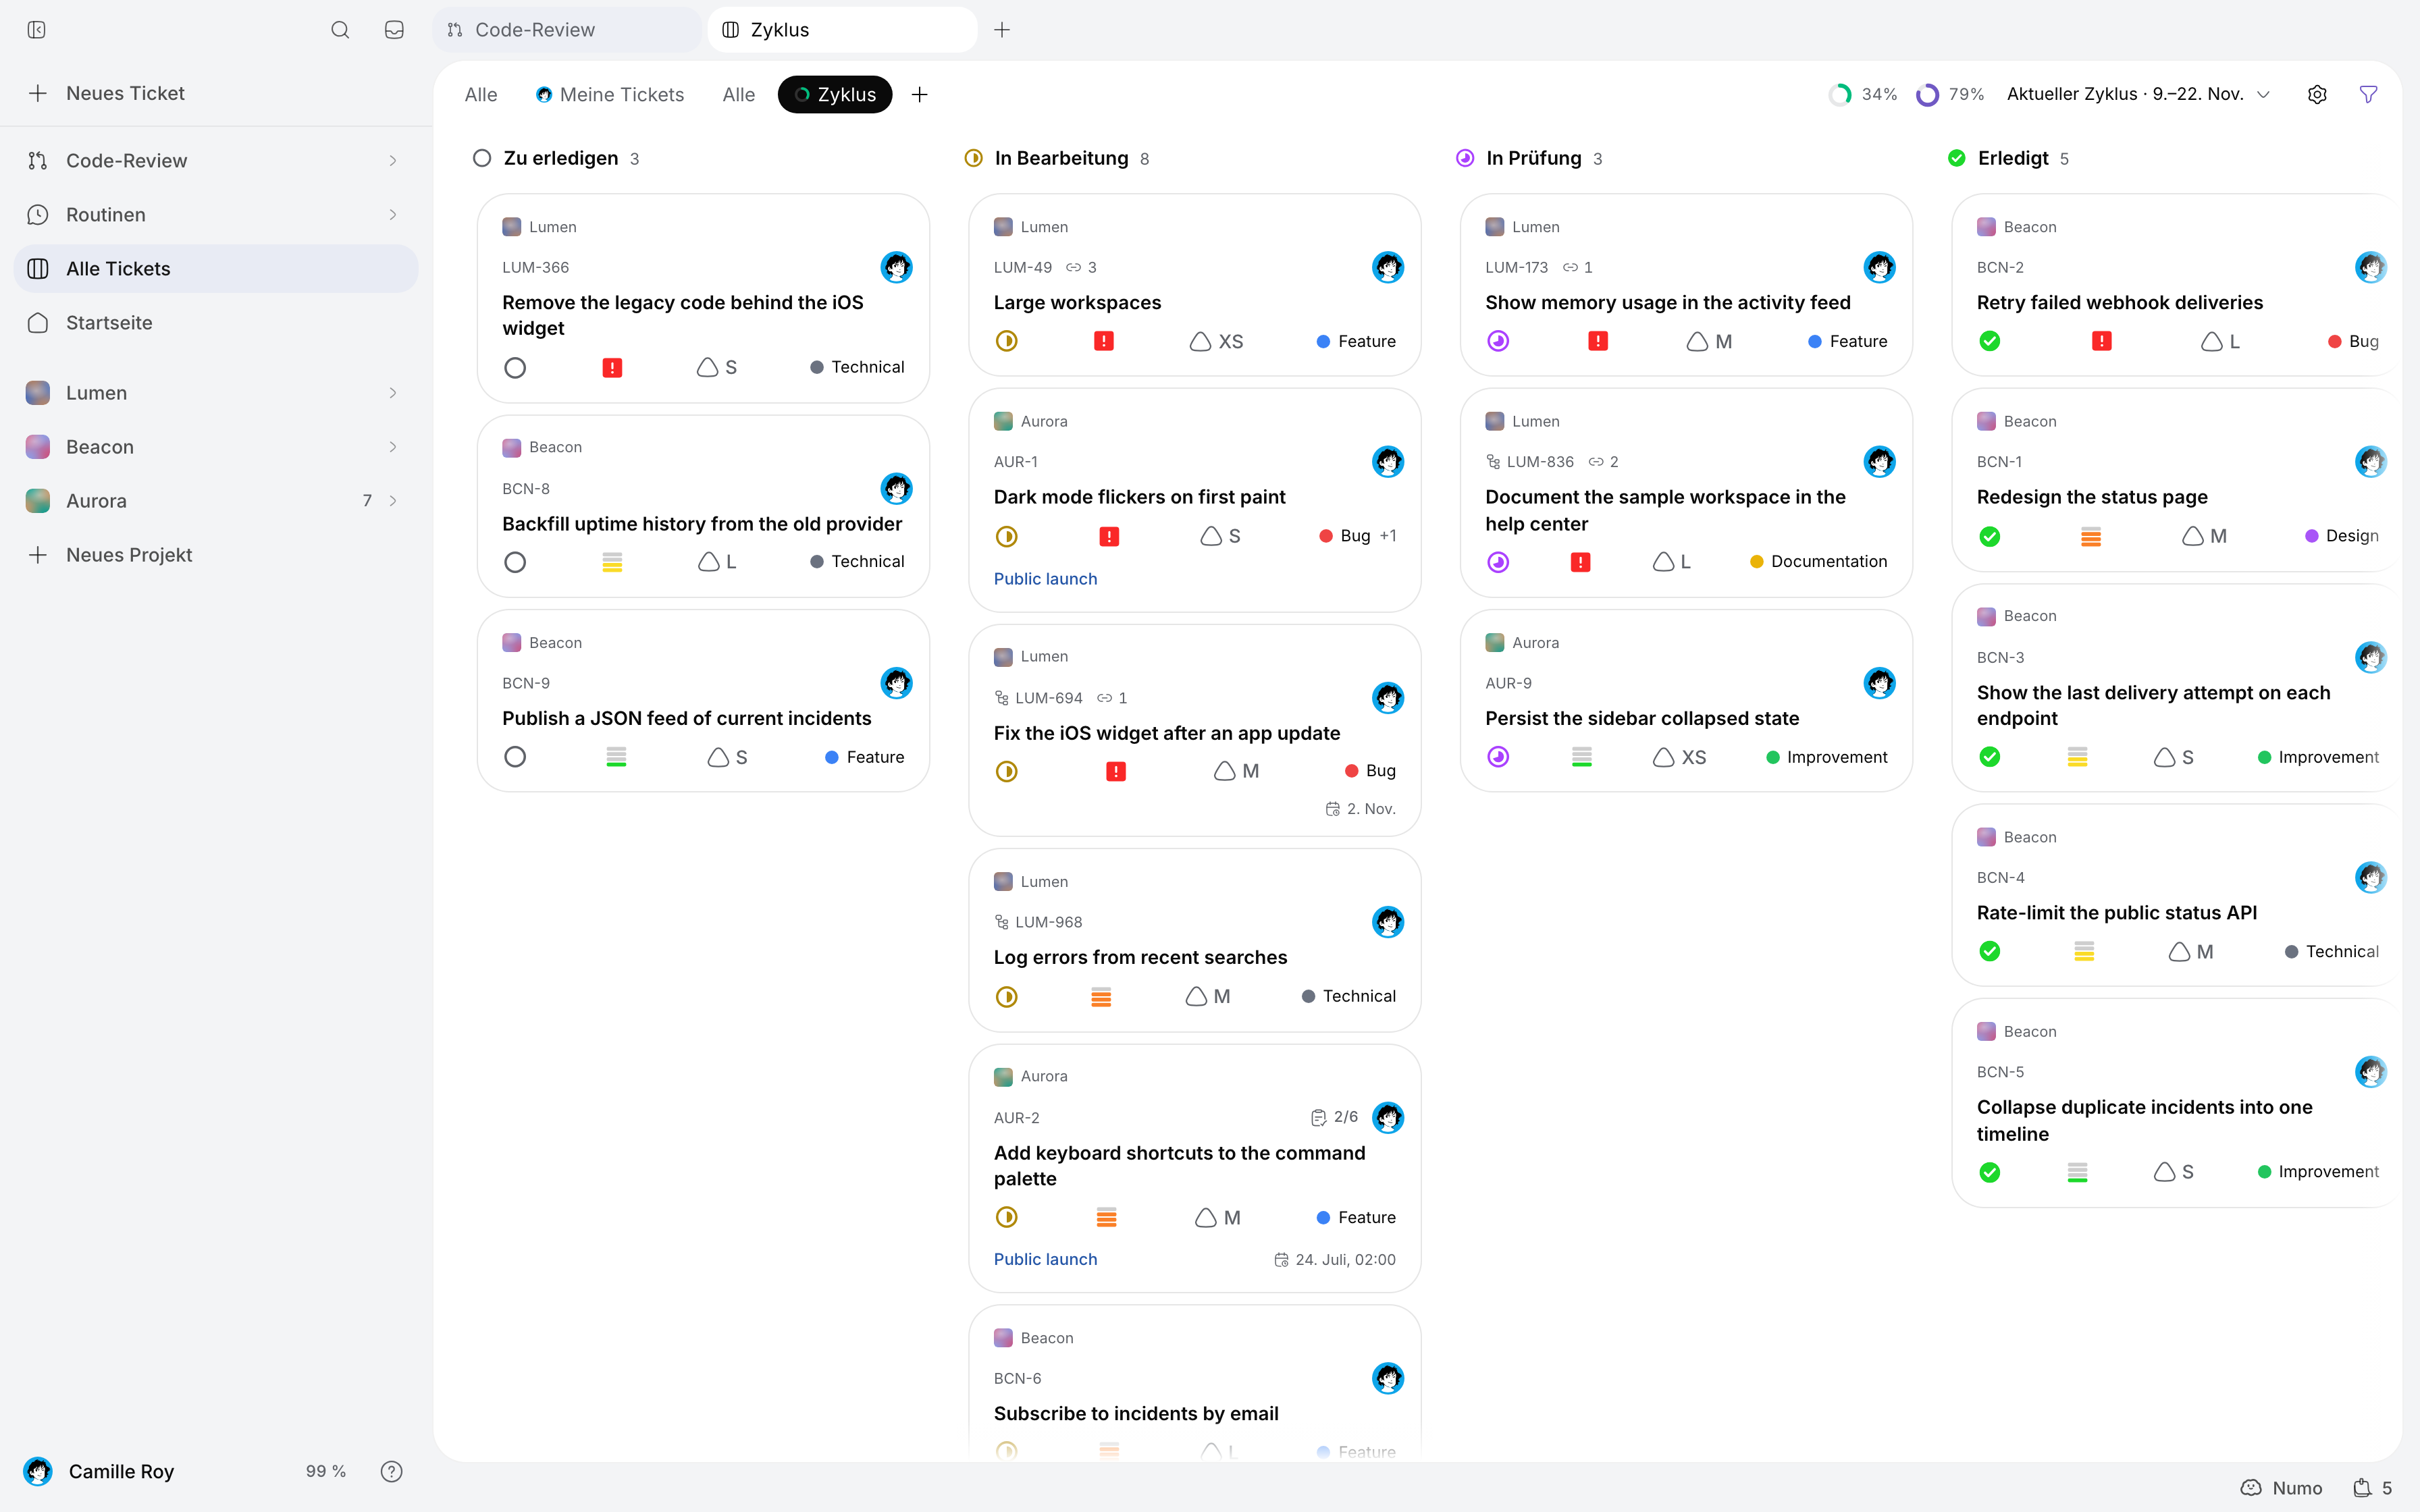 Code-Review
Zyklus
Neues Ticket
Code-Review
Routinen
Alle Tickets
Startseite
Lumen
Beacon
Aurora 7
Neues Projekt
Camille Roy 99 %
Alle
Meine Tickets
Alle
Zyklus
34%
79%
Aktueller Zyklus · 9.–22. Nov.
Zu erledigen 3
Lumen
LUM-366
Remove the legacy code behind the iOS
widget
S Technical
Beacon
BCN-8
Backfill uptime history from the old provider
L Technical
Beacon
BCN-9
Publish a JSON feed of current incidents
S Feature
In Bearbeitung 8
Lumen
LUM-49 3
Large workspaces
XS Feature
Aurora
AUR-1
Dark mode flickers on first paint
S Bug +1
Public launch
Lumen
LUM-694 1
Fix the iOS widget after an app update
M Bug
2. Nov.
Lumen
LUM-968
Log errors from recent searches
M Technical
Aurora
AUR-2 2/6
Add keyboard shortcuts to the command
palette
M Feature
Public launch 24. Juli, 02:00
Beacon
BCN-6
Subscribe to incidents by email
L Feature
In Prüfung 3
Lumen
LUM-173 1
Show memory usage in the activity feed
M Feature
Lumen
LUM-836 2
Document the sample workspace in the
help center
L Documentation
Aurora
AUR-9
Persist the sidebar collapsed state
XS Improvement
Erledigt 5
Beacon
BCN-2
Retry failed webhook deliveries
L Bug
Beacon
BCN-1
Redesign the status page
M Design
Beacon
BCN-3
Show the last delivery attempt on each
endpoint
S Improvement
Beacon
BCN-4
Rate-limit the public status API
M Technical
Beacon
BCN-5
Collapse duplicate incidents into one
timeline
S Improvement
Numo 5